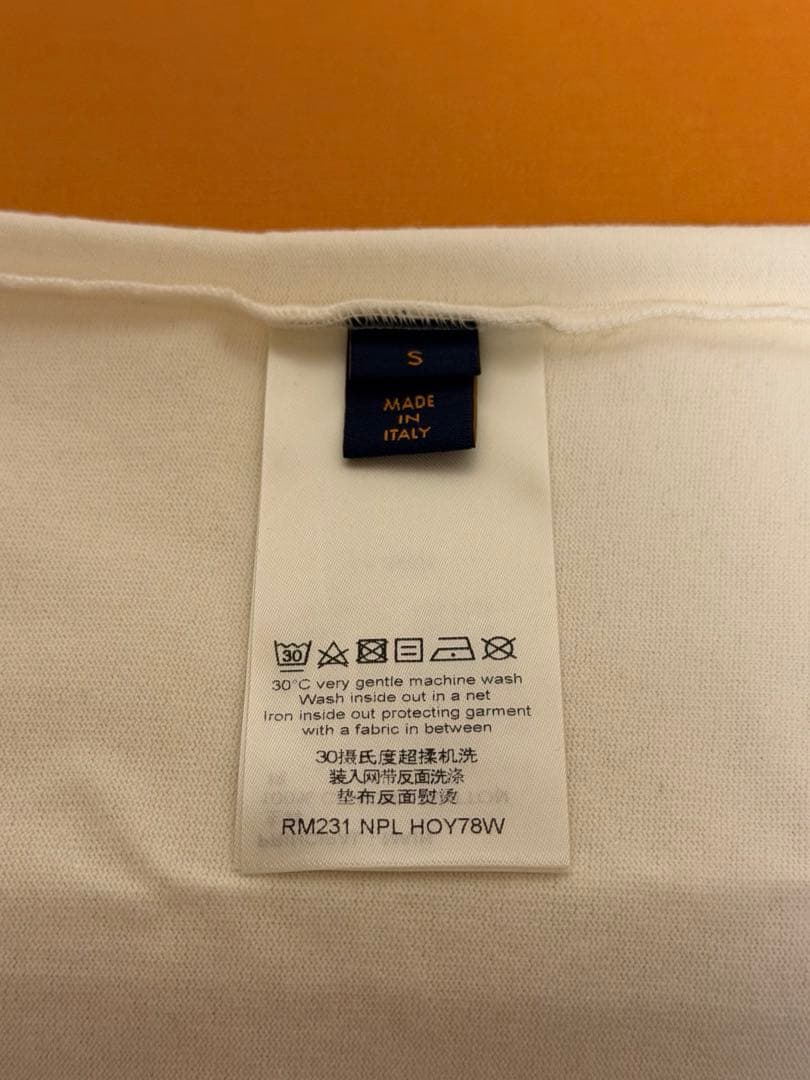 S
MADE
IN
ITALY
30
30°C very gentle machine wash
Wash inside out in a net
Iron inside out protecting garment
with a fabric in between
30摄氏度超揉机洗
装入网带反面洗涤
垫布反面熨烫
RM231 NPL HOY78W